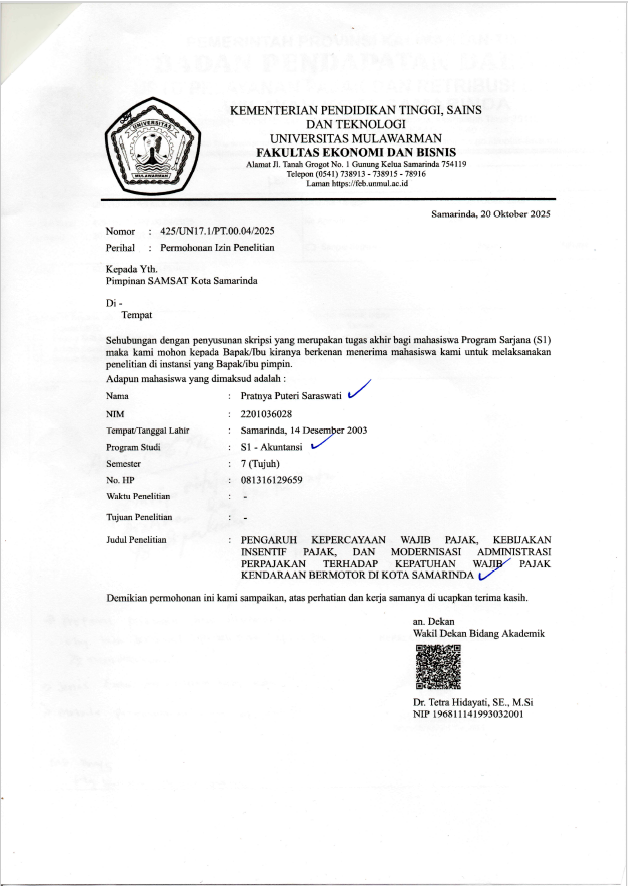 UNIVERSITAS
MULAWARMAN
KEMENTERIAN PENDIDIKAN TINGGI, SAINS
DAN TEKNOLOGI
UNIVERSITAS MULAWARMAN
FAKULTAS EKONOMI DAN BISNIS
Alamat Jl. Tanah Grogot No. 1 Gunung Kelua Samarinda 754119
Telepon (0541) 738913 - 738915 - 78916
Laman https://feb.unmul.ac.id
Samarinda, 20 Oktober 2025
Nomor : 425/UN17.1/PT.00.04/2025
Perihal : Permohonan Izin Penelitian
Kepada Yth.
Pimpinan SAMSAT Kota Samarinda
Di -
Tempat
Sehubungan dengan penyusunan skripsi yang merupakan tugas akhir bagi mahasiswa Program Sarjana (S1)
maka kami mohon kepada Bapak/Ibu kiranya berkenan menerima mahasiswa kami untuk melaksanakan
penelitian di instansi yang Bapak/ibu pimpin.
Adapun mahasiswa yang dimaksud adalah :
Nama : Pratnya Puteri Saraswati
NIM : 2201036028
Tempat/Tanggal Lahir : Samarinda, 14 Desember 2003
Program Studi : S1 - Akuntansi
Semester : 7 (Tujuh)
No. HP : 081316129659
Waktu Penelitian : -
Tujuan Penelitian : -
Judul Penelitian : PENGARUH KEPERCAYAAN WAJIB PAJAK, KEBIJAKAN
INSENTIF PAJAK, DAN MODERNISASI ADMINISTRASI
PERPAJAKAN TERHADAP KEPATUHAN WAJIB PAJAK
KENDARAAN BERMOTOR DI KOTA SAMARINDA
Demikian permohonan ini kami sampaikan, atas perhatian dan kerja samanya di ucapkan terima kasih.
an. Dekan
Wakil Dekan Bidang Akademik
Dr. Tetra Hidayati, SE., M.Si
NIP 196811141993032001